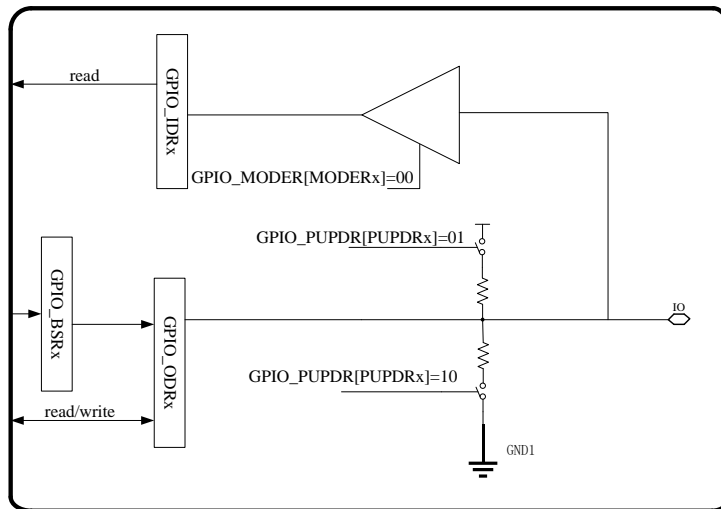 read
GPIO_IDRx
GPIO_MODER[MODERx]=00
GPIO_PUPDR[PUPDRx]=01
GPIO_BSRx
GPIO_ODRx
IO
GPIO_PUPDR[PUPDRx]=10
read/write
GND1